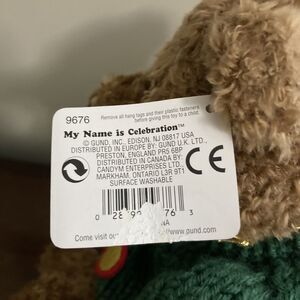 9676
Remove all hang tags and their plastic fasteners
before giving this toy to a child.
My Name is Celebration™
© GUND, INC., EDISON, NJ 08817 USA
DISTRIBUTED IN EUROPE BY: GUND U.K. LTD.,
PRESTON, ENGLAND PR5 6BP
DISTRIBUTED IN CANADA BY:
CANDYM ENTERPRISES LTD.
MARKHAM, ONTARIO L3R 9T1
SURFACE WASHABLE
CE
0 3
Come visit our www.gund.com